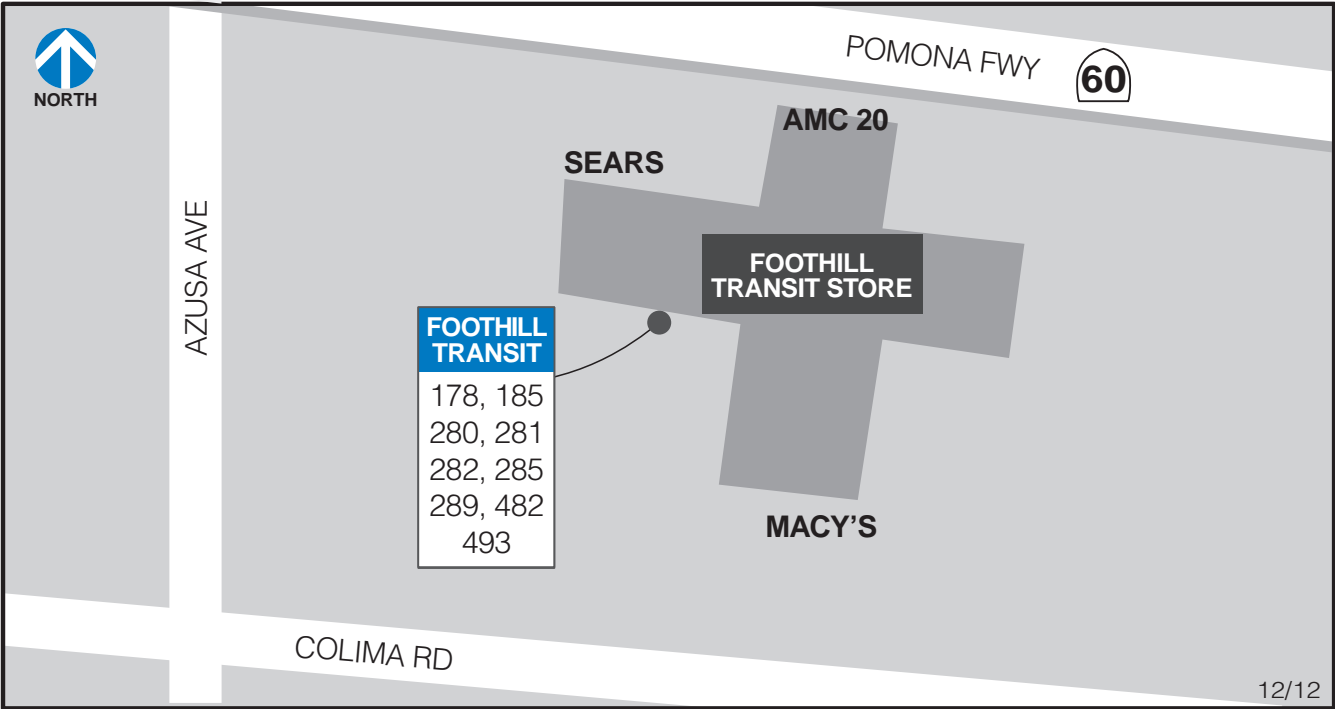 POMONA FWY
60
NORTH
AMC 20
SEARS
AZUSA AVE
FOOTHILL
TRANSIT STORE
FOOTHILL
TRANSIT
178, 185
280, 281
282, 285
289, 482
493
MACY'S
COLIMA RD
12/12